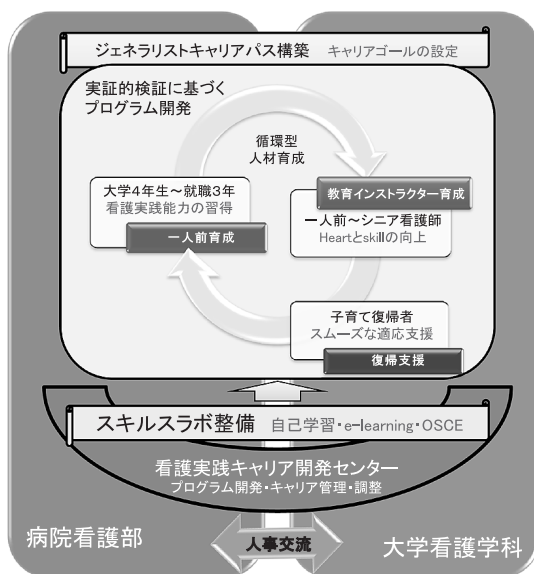 ジェネラリストキャリアパス構築 キャリアゴールの設定
実証的検証に基づく
プログラム開発
循環型
人材育成
大学4年生～就職3年
看護実践能力の習得
一人前育成
教育インストラクター育成
一人前～シニア看護師
Heartとskillの向上
子育て復帰者
スムーズな適応支援
復帰支援
スキルスラボ整備 自己学習・e-learning・OSCE
看護実践キャリア開発センター
プログラム開発・キャリア管理・調整
病院看護部
人事交流
大学看護学科